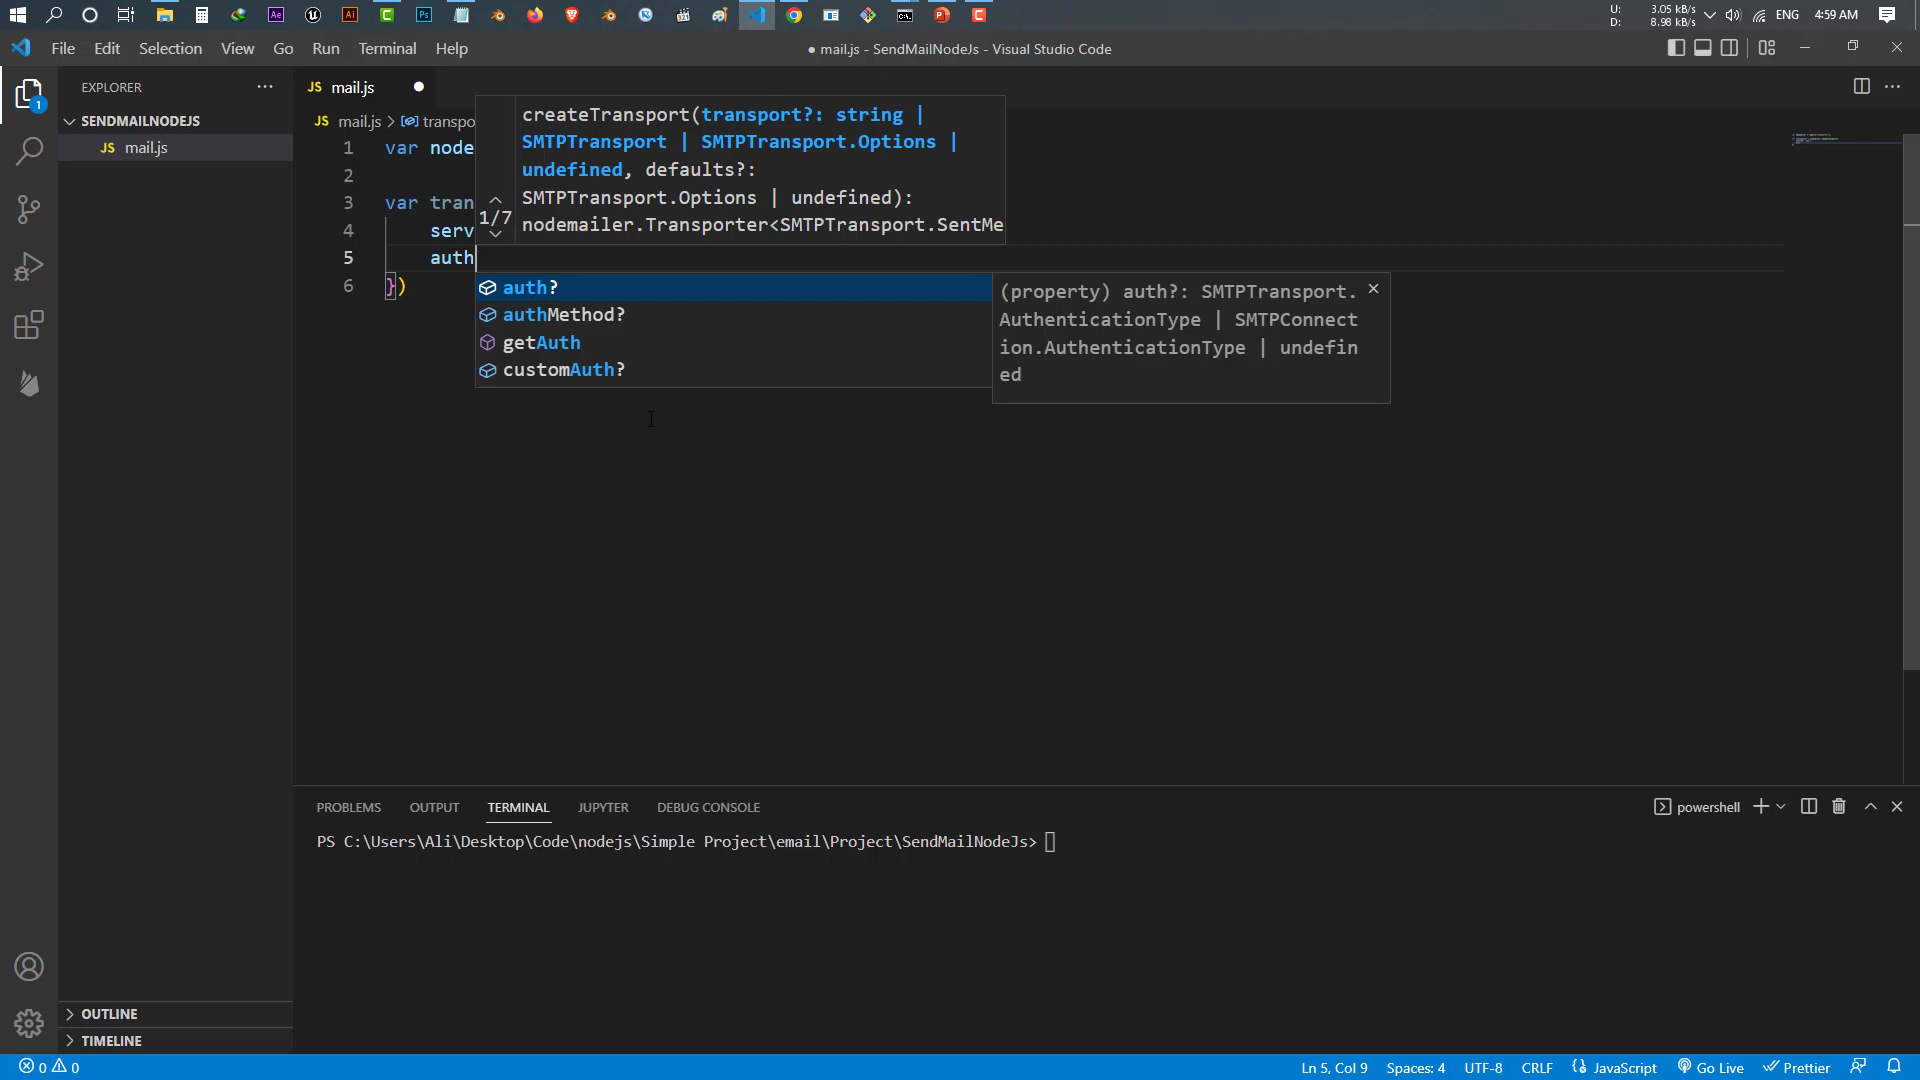 U: 3.05 kB/s
D: 8.98 kB/s
ENG 4:59 AM
File Edit Selection View Go Run Terminal Help
● mail.js - SendMailNodeJs - Visual Studio Code
EXPLORER
JS mail.js
SENDMAILNODEJS
JS mail.js
JS mail.js > transpo
1 var node
2
3 var tran
4 serv
5 auth
6 })
createTransport(transport?: string |
SMTPTransport | SMTPTransport.Options |
undefined, defaults?:
SMTPTransport.Options | undefined):
nodemailer.Transporter<SMTPTransport.SentMe
1/7
auth?
authMethod?
getAuth
customAuth?
(property) auth?: SMTPTransport.
AuthenticationType | SMTPConnect
ion.AuthenticationType | undefin
ed
PROBLEMS OUTPUT TERMINAL JUPYTER DEBUG CONSOLE
powershell
PS C:\Users\Ali\Desktop\Code\nodejs\Simple Project\email\Project\SendMailNodeJs>
OUTLINE
TIMELINE
0 0
Ln 5, Col 9 Spaces: 4 UTF-8 CRLF JavaScript Go Live Prettier